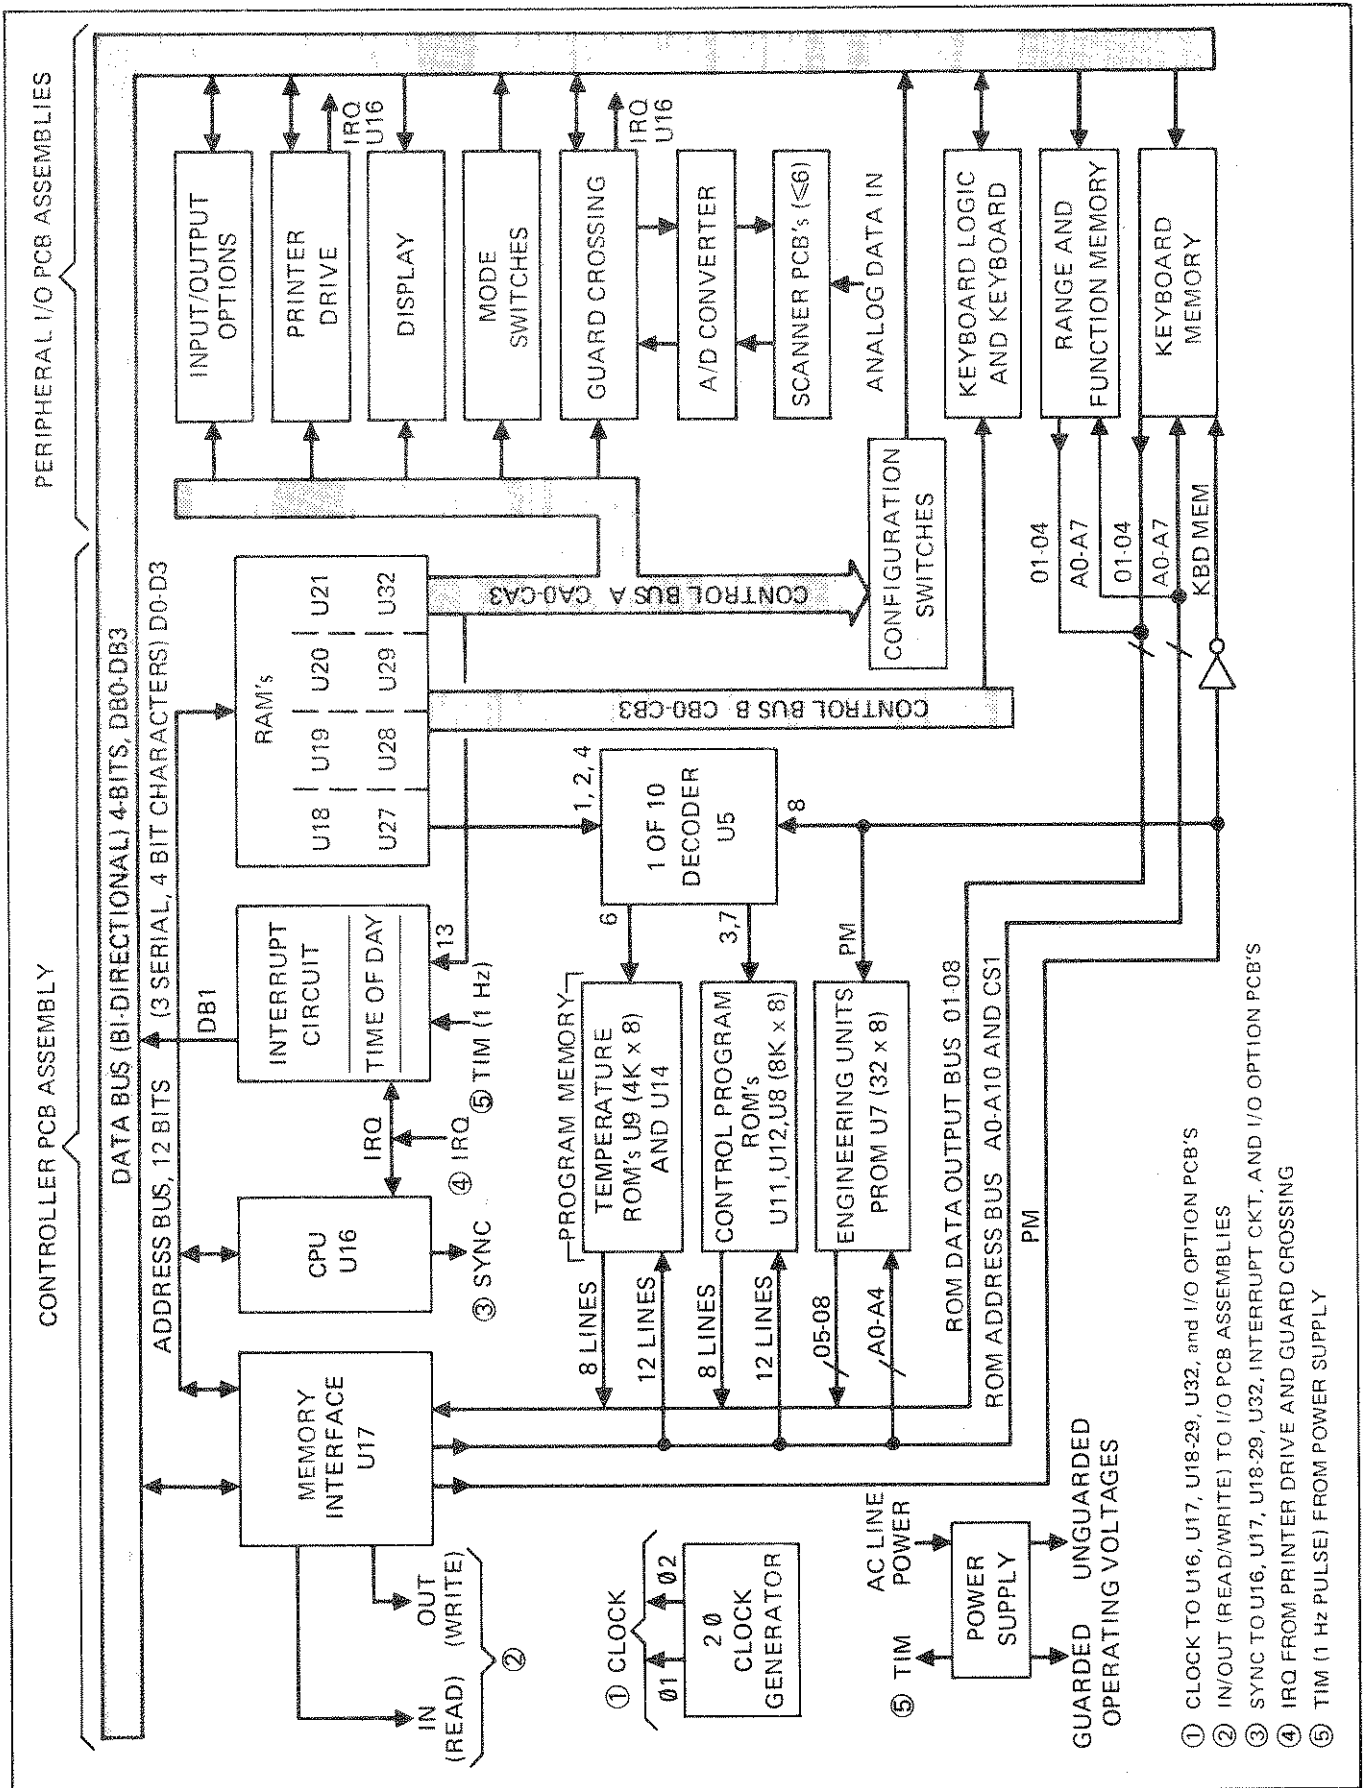 CONTROLLER PCB ASSEMBLY
PERIPHERAL I/O PCB ASSEMBLIES
DATA BUS (BI-DIRECTIONAL) 4-BITS, DB0-DB3
ADDRESS BUS, 12 BITS (3 SERIAL, 4 BIT CHARACTERS) D0-D3
MEMORY
INTERFACE
U17
CPU
U16
IRQ
DB1
INTERRUPT
CIRCUIT
TIME OF DAY
13
RAM's
U18 U19 U20 U21
U27 U28 U29 U32
INPUT/OUTPUT
OPTIONS
PRINTER
DRIVE
IRQ
U16
DISPLAY
MODE
SWITCHES
GUARD CROSSING
IRQ
U16
A/D CONVERTER
SCANNER PCB's (≤6)
ANALOG DATA IN
IN
(READ)
OUT
(WRITE)
②
③ SYNC
④ IRQ
⑤ TIM (1 Hz)
CONTROL BUS A CA0-CA3
CONTROL BUS B CB0-CB3
CONFIGURATION
SWITCHES
KEYBOARD LOGIC
AND KEYBOARD
RANGE AND
FUNCTION MEMORY
KEYBOARD
MEMORY
01-04
A0-A7
01-04
A0-A7
KBD MEM
① CLOCK
Ø1 Ø2
2 Ø
CLOCK
GENERATOR
PROGRAM MEMORY
TEMPERATURE
ROM's U9 (4K x 8)
AND U14
8 LINES
12 LINES
6
CONTROL PROGRAM
ROM's
U11, U12, U8 (8K x 8)
8 LINES
12 LINES
3,7
ENGINEERING UNITS
PROM U7 (32 x 8)
05-08
A0-A4
PM
1, 2, 4
1 OF 10
DECODER
U5
8
ROM DATA OUTPUT BUS 01-08
ROM ADDRESS BUS A0-A10 AND CS1
PM
⑤ TIM
AC LINE
POWER
POWER
SUPPLY
GUARDED UNGUARDED
OPERATING VOLTAGES
① CLOCK TO U16, U17, U18-29, U32, and I/O OPTION PCB'S
② IN/OUT (READ/WRITE) TO I/O PCB ASSEMBLIES
③ SYNC TO U16, U17, U18-29, U32, INTERRUPT CKT, AND I/O OPTION PCB'S
④ IRQ FROM PRINTER DRIVE AND GUARD CROSSING
⑤ TIM (1 Hz PULSE) FROM POWER SUPPLY